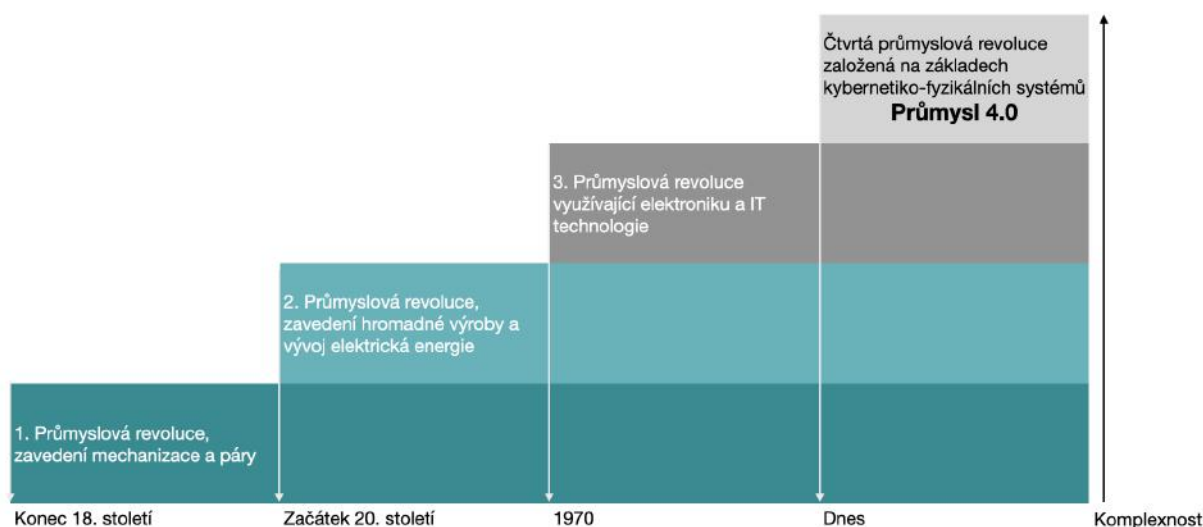 Čtvrtá průmyslová revoluce
založená na základech
kybernetiko-fyzikálních systémů
Průmysl 4.0
3. Průmyslová revoluce
využívající elektroniku a IT
technologie
2. Průmyslová revoluce,
zavedení hromadné výroby a
vývoj elektrická energie
1. Průmyslová revoluce,
zavedení mechanizace a páry
Konec 18. století
Začátek 20. století
1970
Dnes
Komplexnost